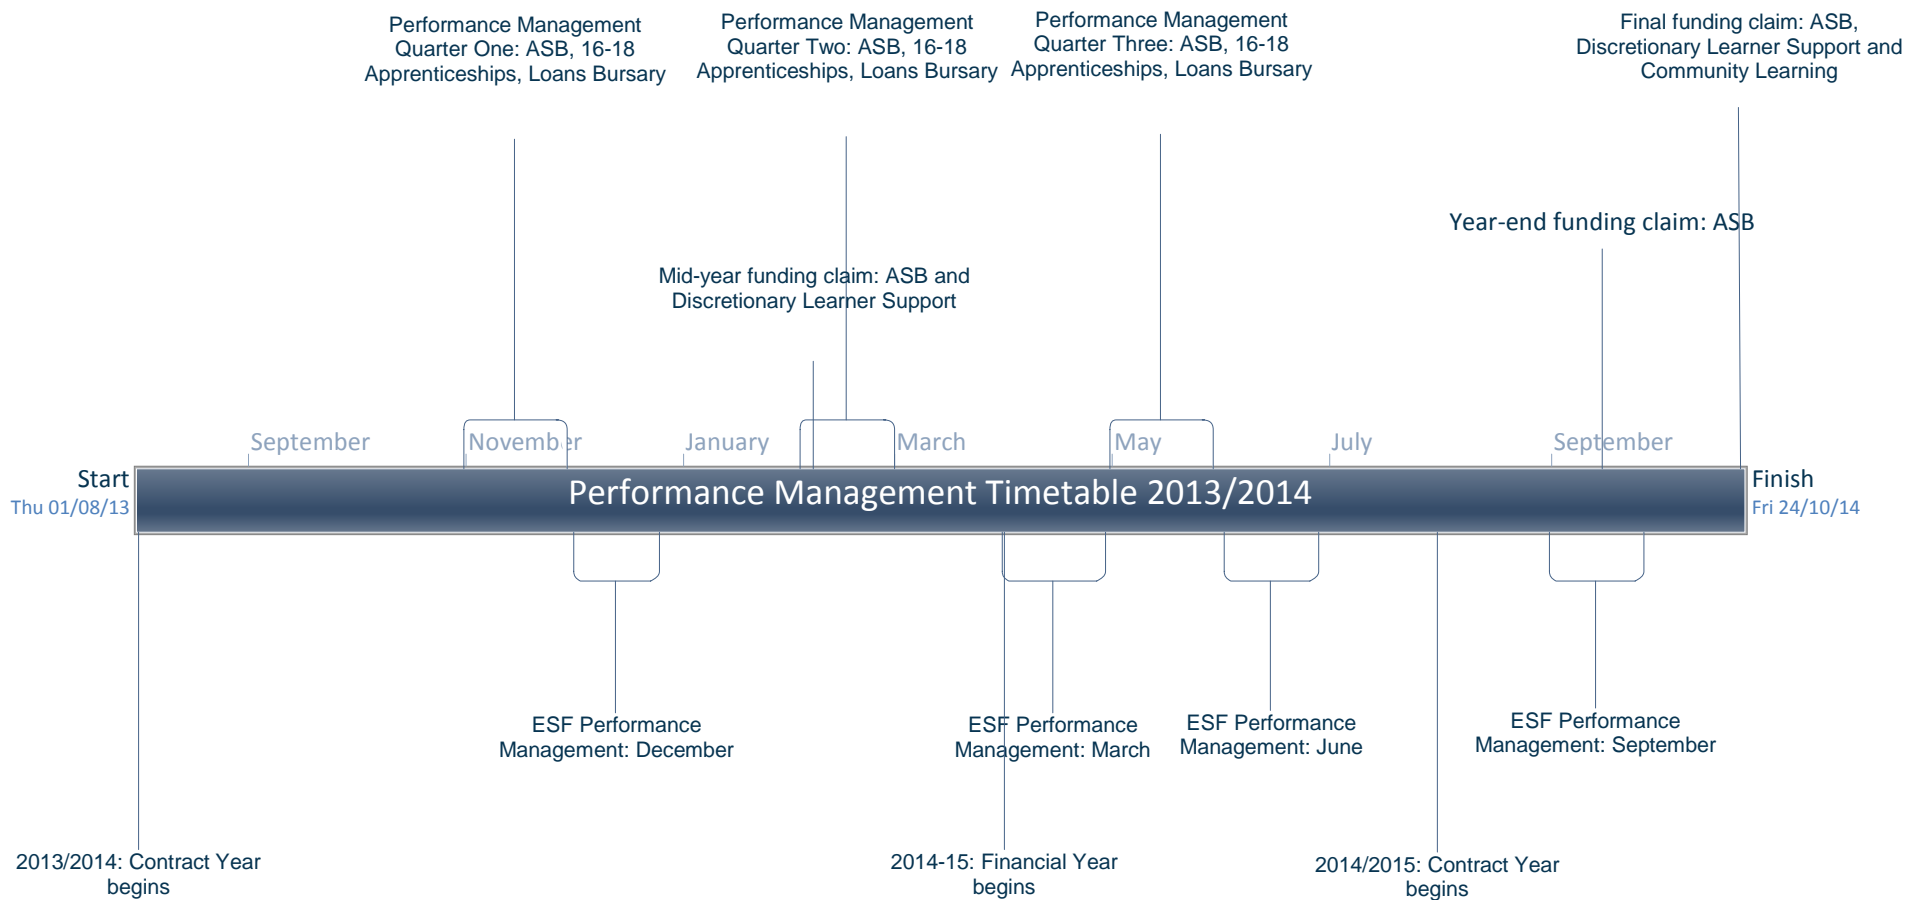 Performance Management
Quarter One: ASB, 16-18
Apprenticeships, Loans Bursary
Performance Management
Quarter Two: ASB, 16-18
Apprenticeships, Loans Bursary
Performance Management
Quarter Three: ASB, 16-18
Apprenticeships, Loans Bursary
Final funding claim: ASB,
Discretionary Learner Support and
Community Learning
Year-end funding claim: ASB
Mid-year funding claim: ASB and
Discretionary Learner Support
September
November
January
March
May
July
September
Start
Thu 01/08/13
Performance Management Timetable 2013/2014
Finish
Fri 24/10/14
ESF Performance
Management: December
ESF Performance
Management: March
ESF Performance
Management: June
ESF Performance
Management: September
2013/2014: Contract Year
begins
2014-15: Financial Year
begins
2014/2015: Contract Year
begins